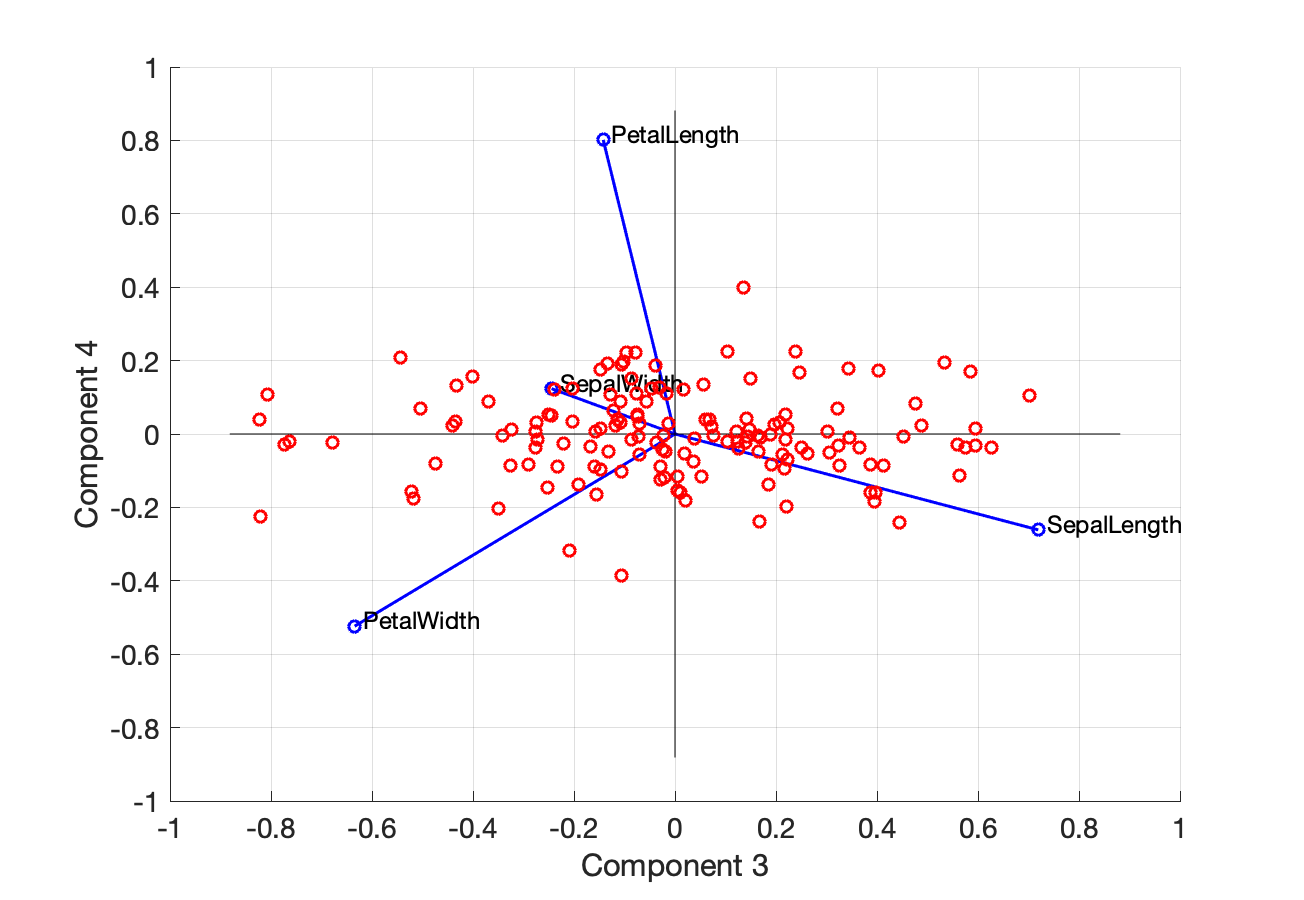 1
0.8
0.6
0.4
0.2
0
-0.2
-0.4
-0.6
-0.8
-1
Component 4
PetalLength
SepalWidth
SepalLength
PetalWidth
-1 -0.8 -0.6 -0.4 -0.2 0 0.2 0.4 0.6 0.8 1
Component 3